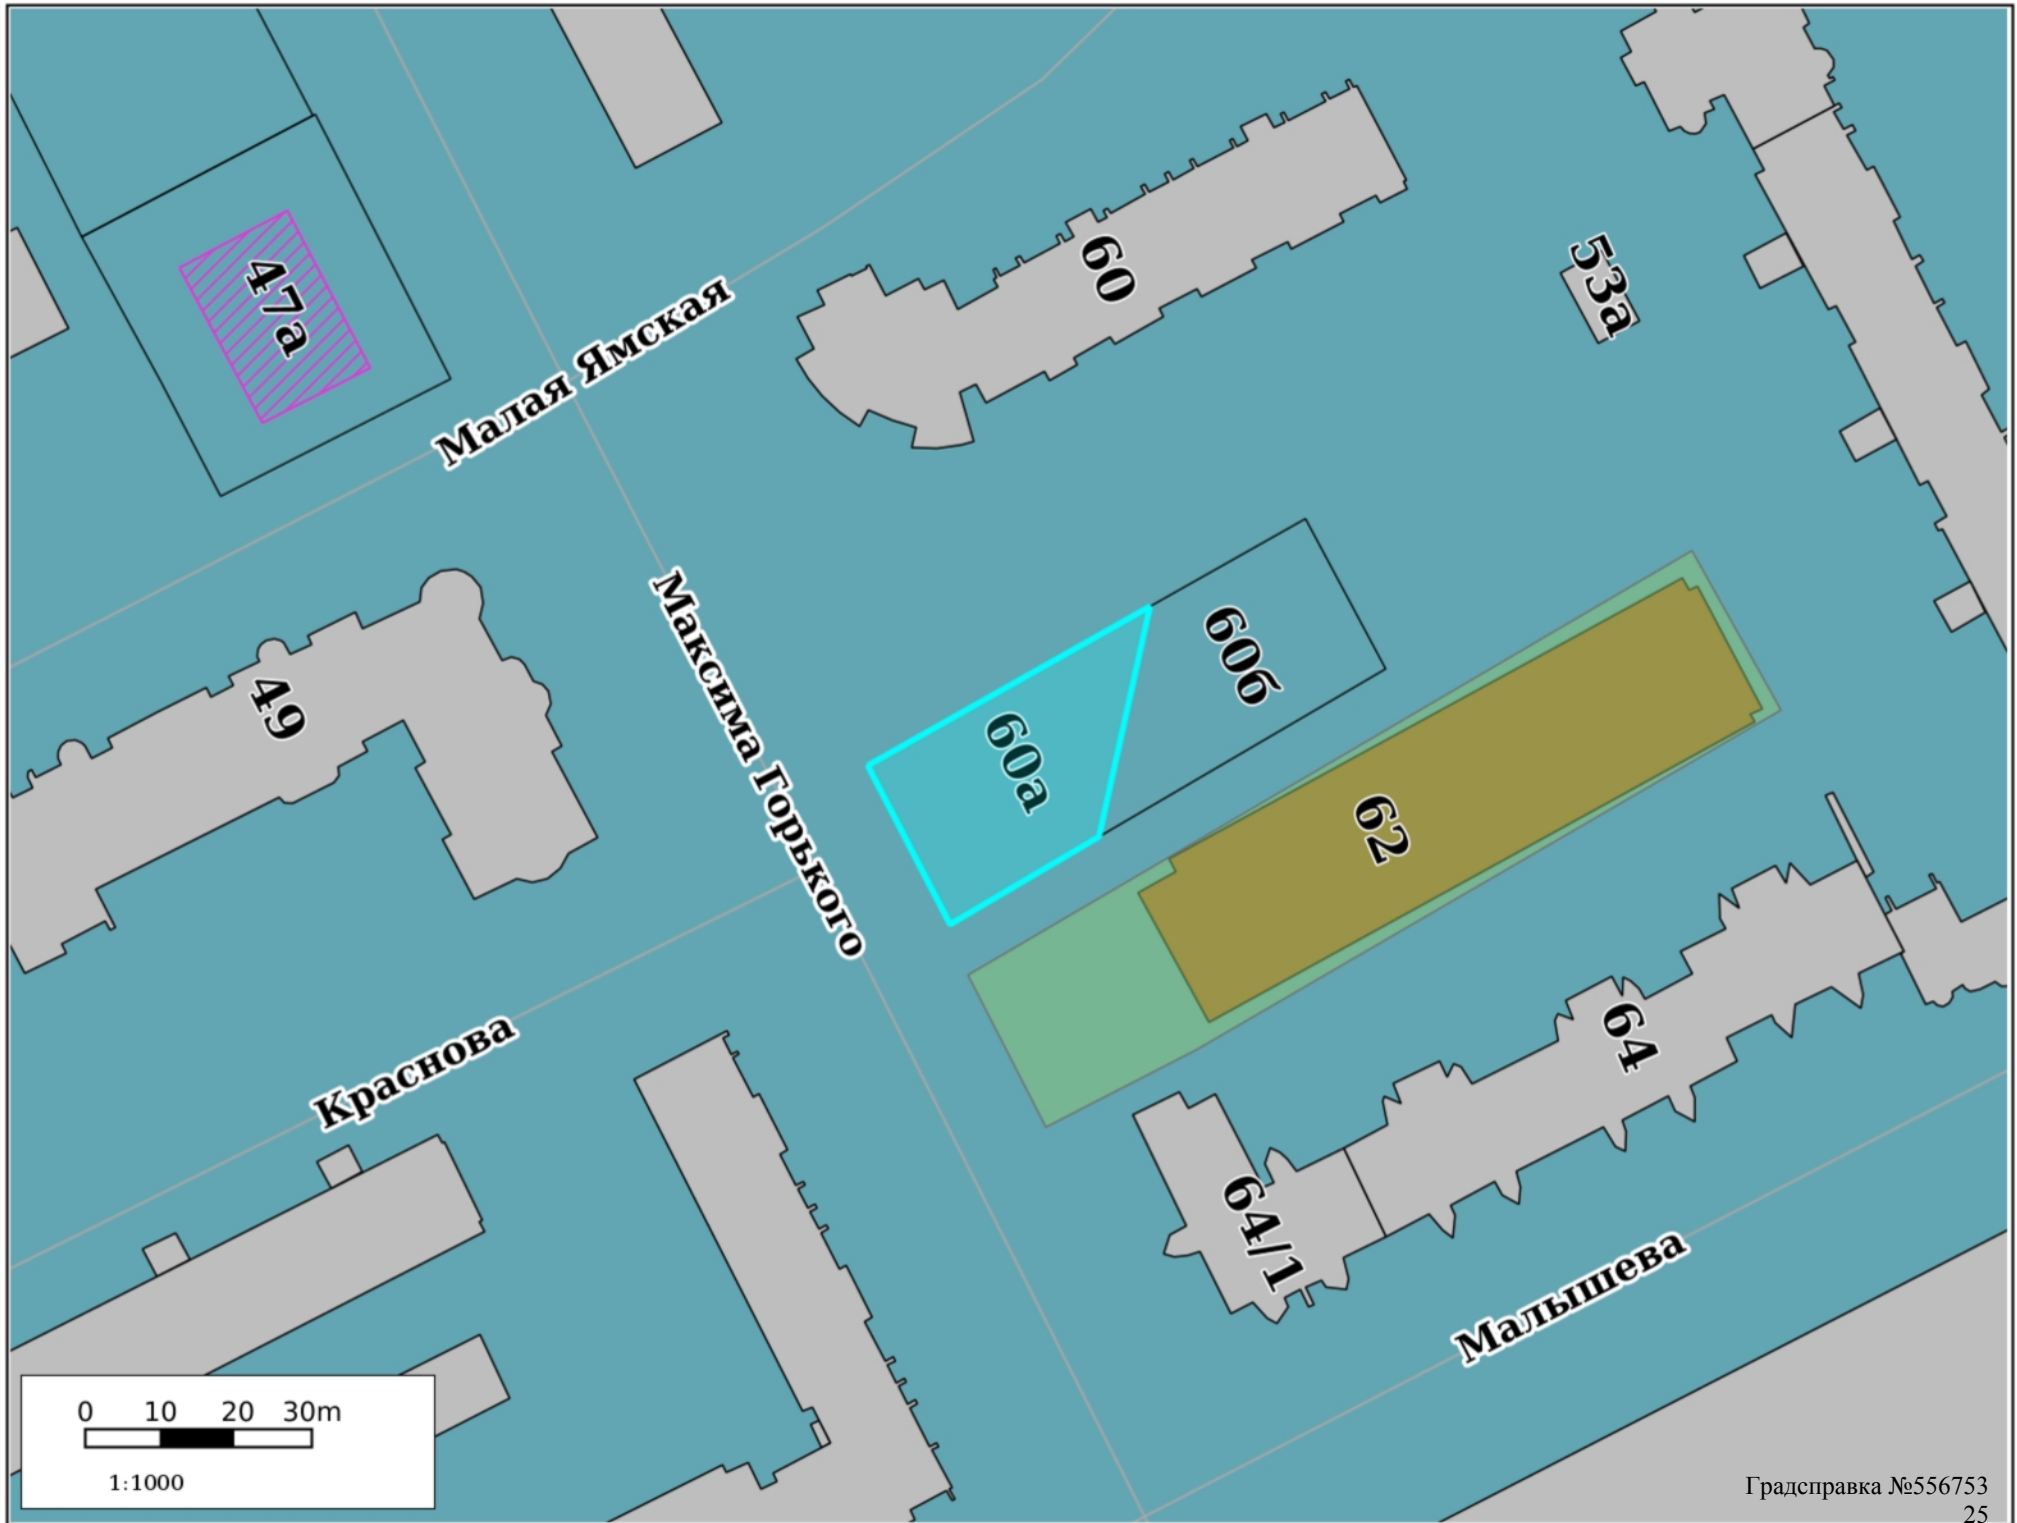 47а
60
53а
Малая Ямская
Максима Горького
60б
60а
49
62
64
Краснова
64/1
Малышева
0 10 20 30m
1:1000
Градсправка №556753
25